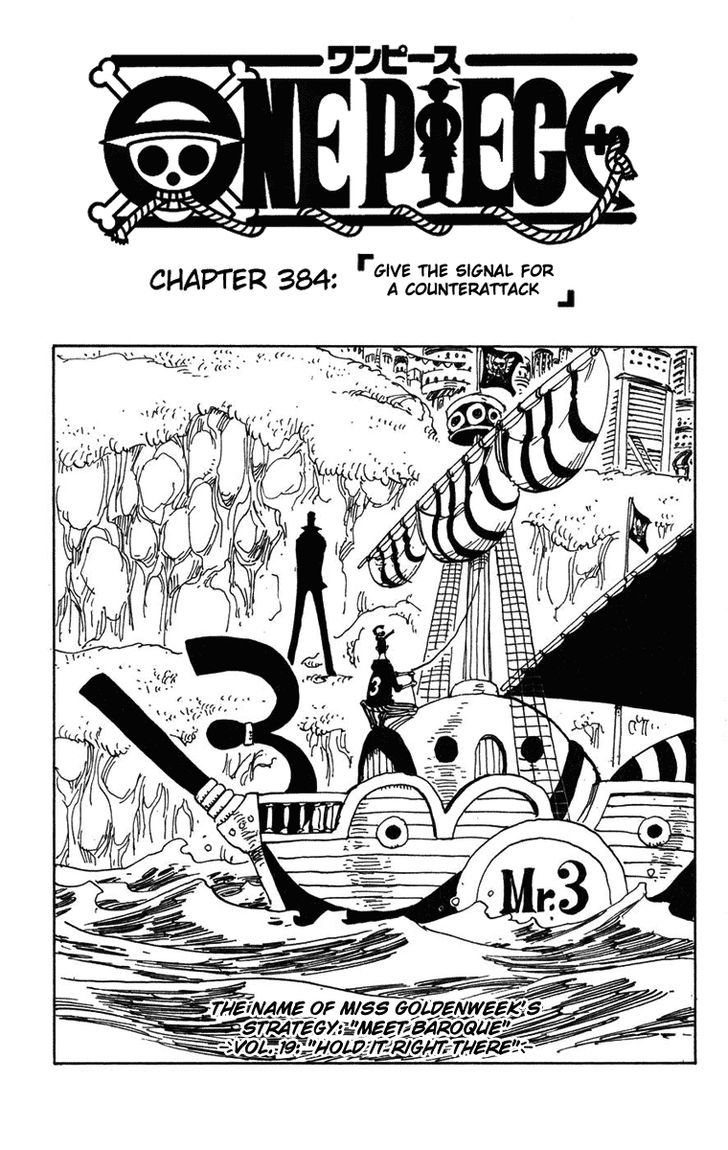 ワンピース
ONE PIECE
CHAPTER 384:
『GIVE THE SIGNAL FOR
A COUNTERATTACK』
3
3
Mr.3
THE NAME OF MISS GOLDENWEEK'S
STRATEGY: "MEET BAROQUE"
VOL. 19: "HOLD IT RIGHT THERE"